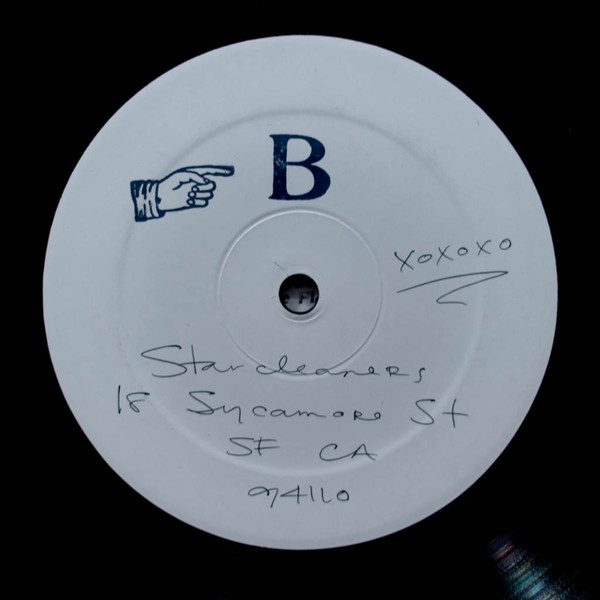 B
xoxoxo
Starcleaners
18 Sycamore St
SF CA
94110